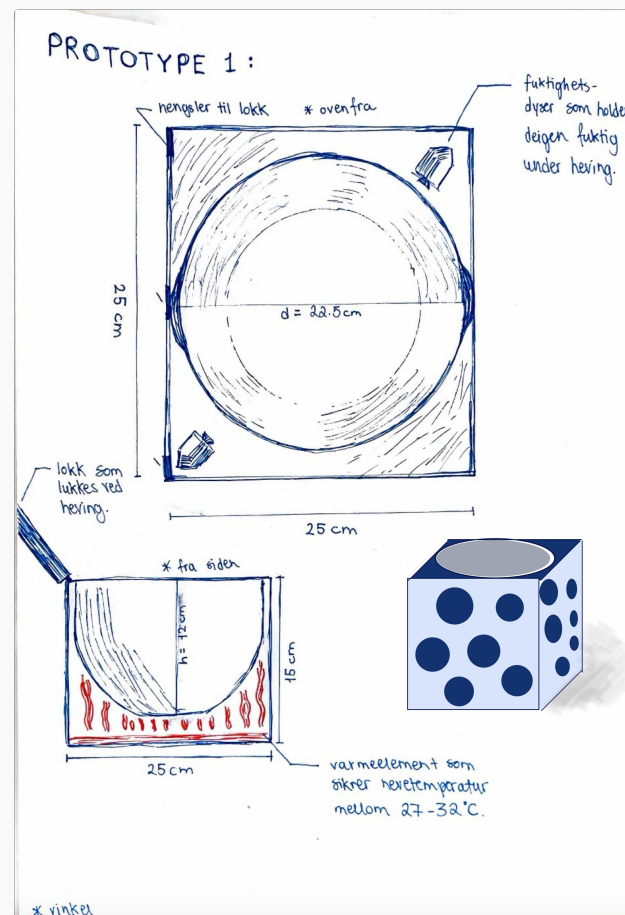 PROTOTYPE 1:
hengsler til lokk
* ovenfra
fuktighets-
dyser som holder
deigen fuktig
under heving.
25 cm
d = 22.5cm
25 cm
lokk som
lukkes ved
heving.
* fra siden
h = 12cm
15 cm
25 cm
varmeelement som
sikrer hevetemperatur
mellom 27-32°C.
* vinkel